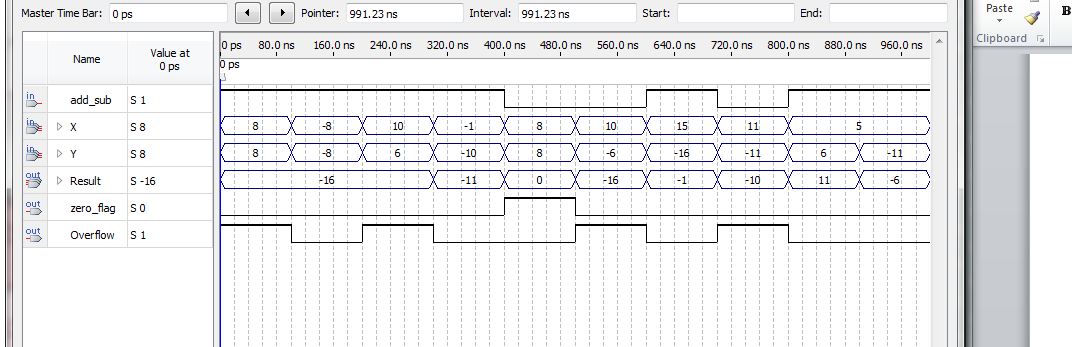 Master Time Bar: 0 ps Pointer: 991.23 ns Interval: 991.23 ns Start: End:
Paste
B
Clipboard
Name Value at 0 ps
0 ps 80.0 ns 160.0 ns 240.0 ns 320.0 ns 400.0 ns 480.0 ns 560.0 ns 640.0 ns 720.0 ns 800.0 ns 880.0 ns 960.0 ns
0 ps
in add_sub S 1
in X S 8 8 -8 10 -1 8 10 15 11 5
in Y S 8 8 -8 6 -10 8 -6 -16 -11 6 -11
out Result S -16 -16 -11 0 -16 -1 -10 11 -6
out zero_flag S 0
out Overflow S 1